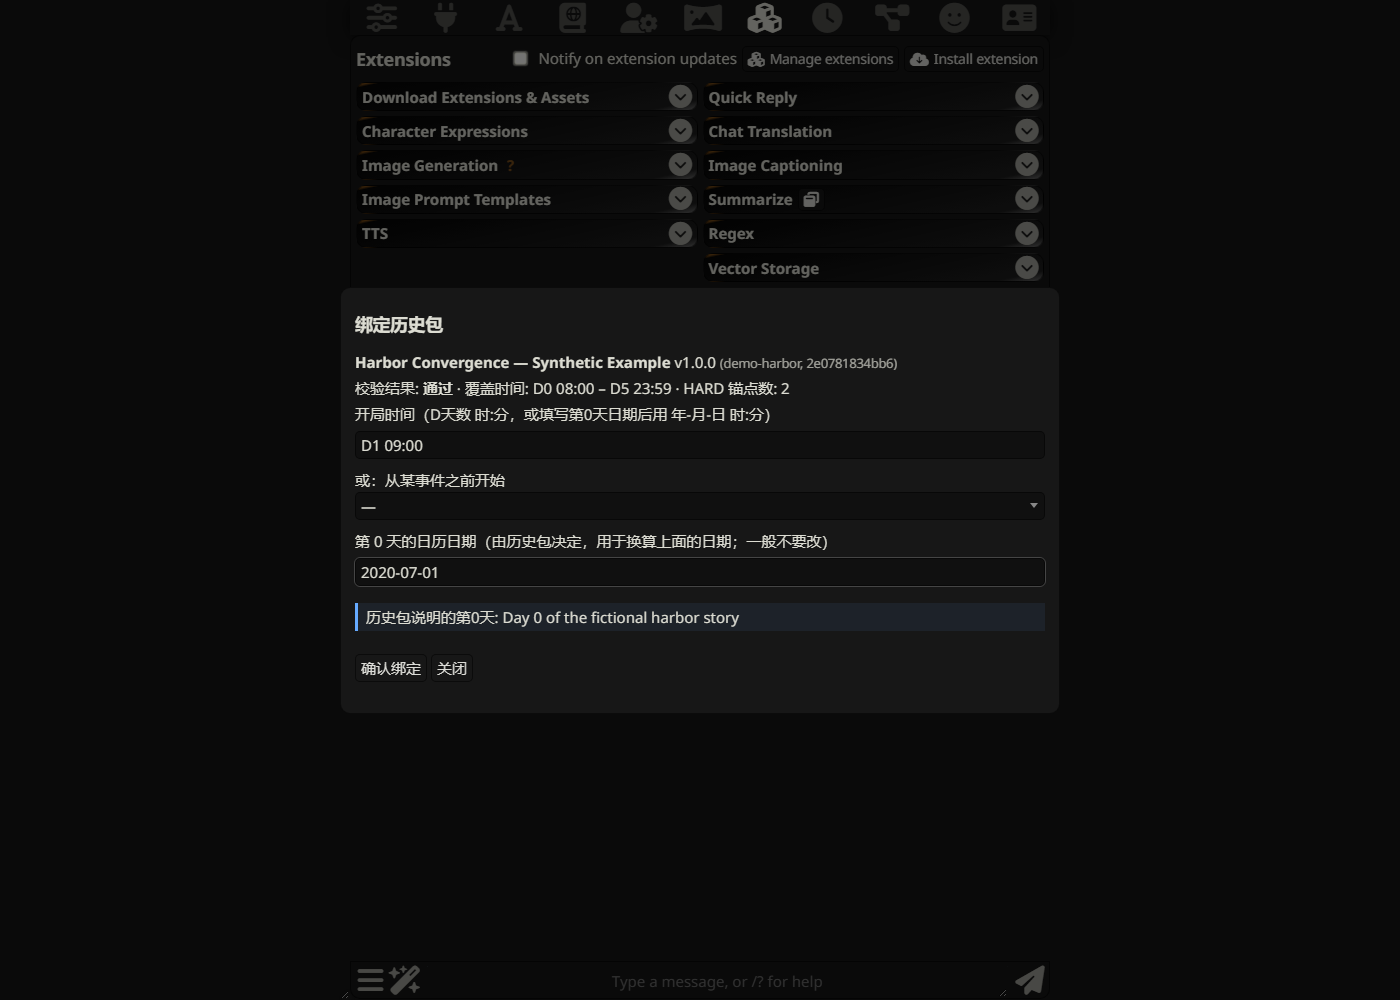 Extensions
Notify on extension updates
Manage extensions
Install extension
Download Extensions & Assets
Quick Reply
Character Expressions
Chat Translation
Image Generation ?
Image Captioning
Image Prompt Templates
Summarize
TTS
Regex
Vector Storage
绑定历史包
Harbor Convergence — Synthetic Example v1.0.0 (demo-harbor, 2e0781834bb6)
校验结果: 通过 · 覆盖时间: D0 08:00 – D5 23:59 · HARD 锚点数: 2
开局时间（D天数 时:分，或填写第0天日期后用 年-月-日 时:分）
D1 09:00
或：从某事件之前开始
—
第 0 天的日历日期（由历史包决定，用于换算上面的日期；一般不要改）
2020-07-01
历史包说明的第0天: Day 0 of the fictional harbor story
确认绑定 关闭
Type a message, or /? for help